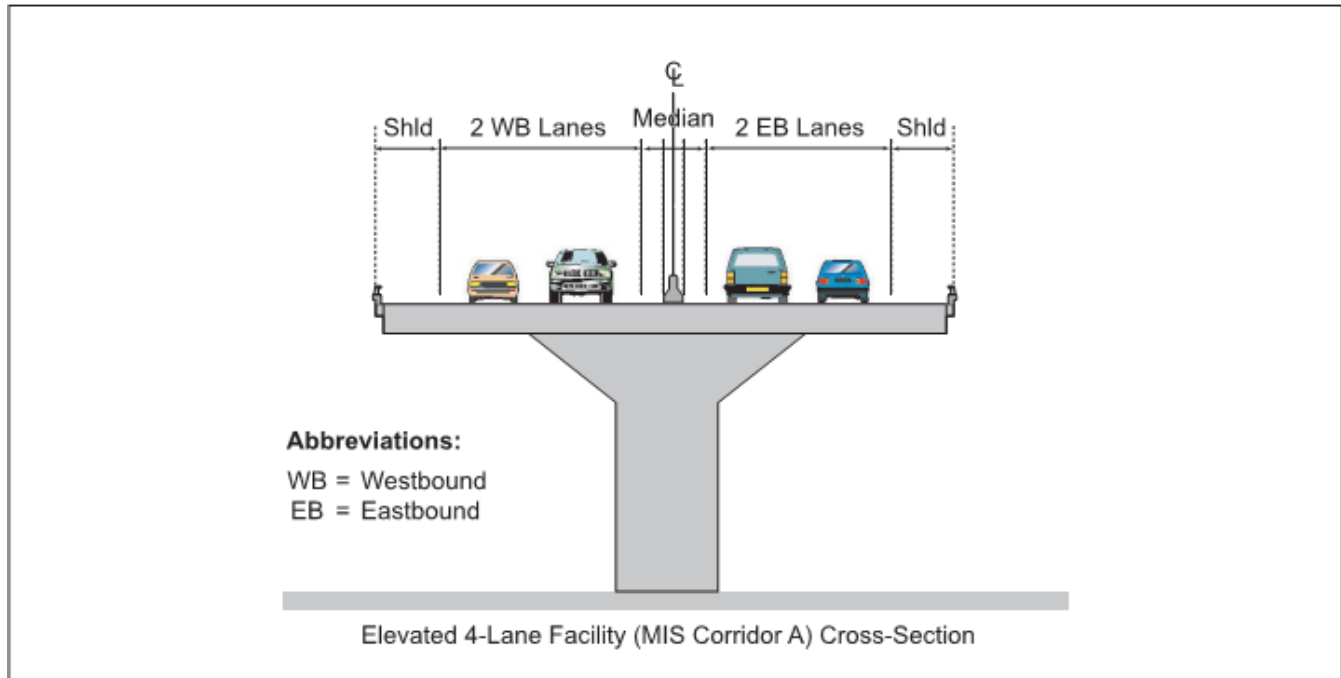 ℄
Median
Shld 2 WB Lanes 2 EB Lanes Shld
Abbreviations:
WB = Westbound
EB = Eastbound
Elevated 4-Lane Facility (MIS Corridor A) Cross-Section